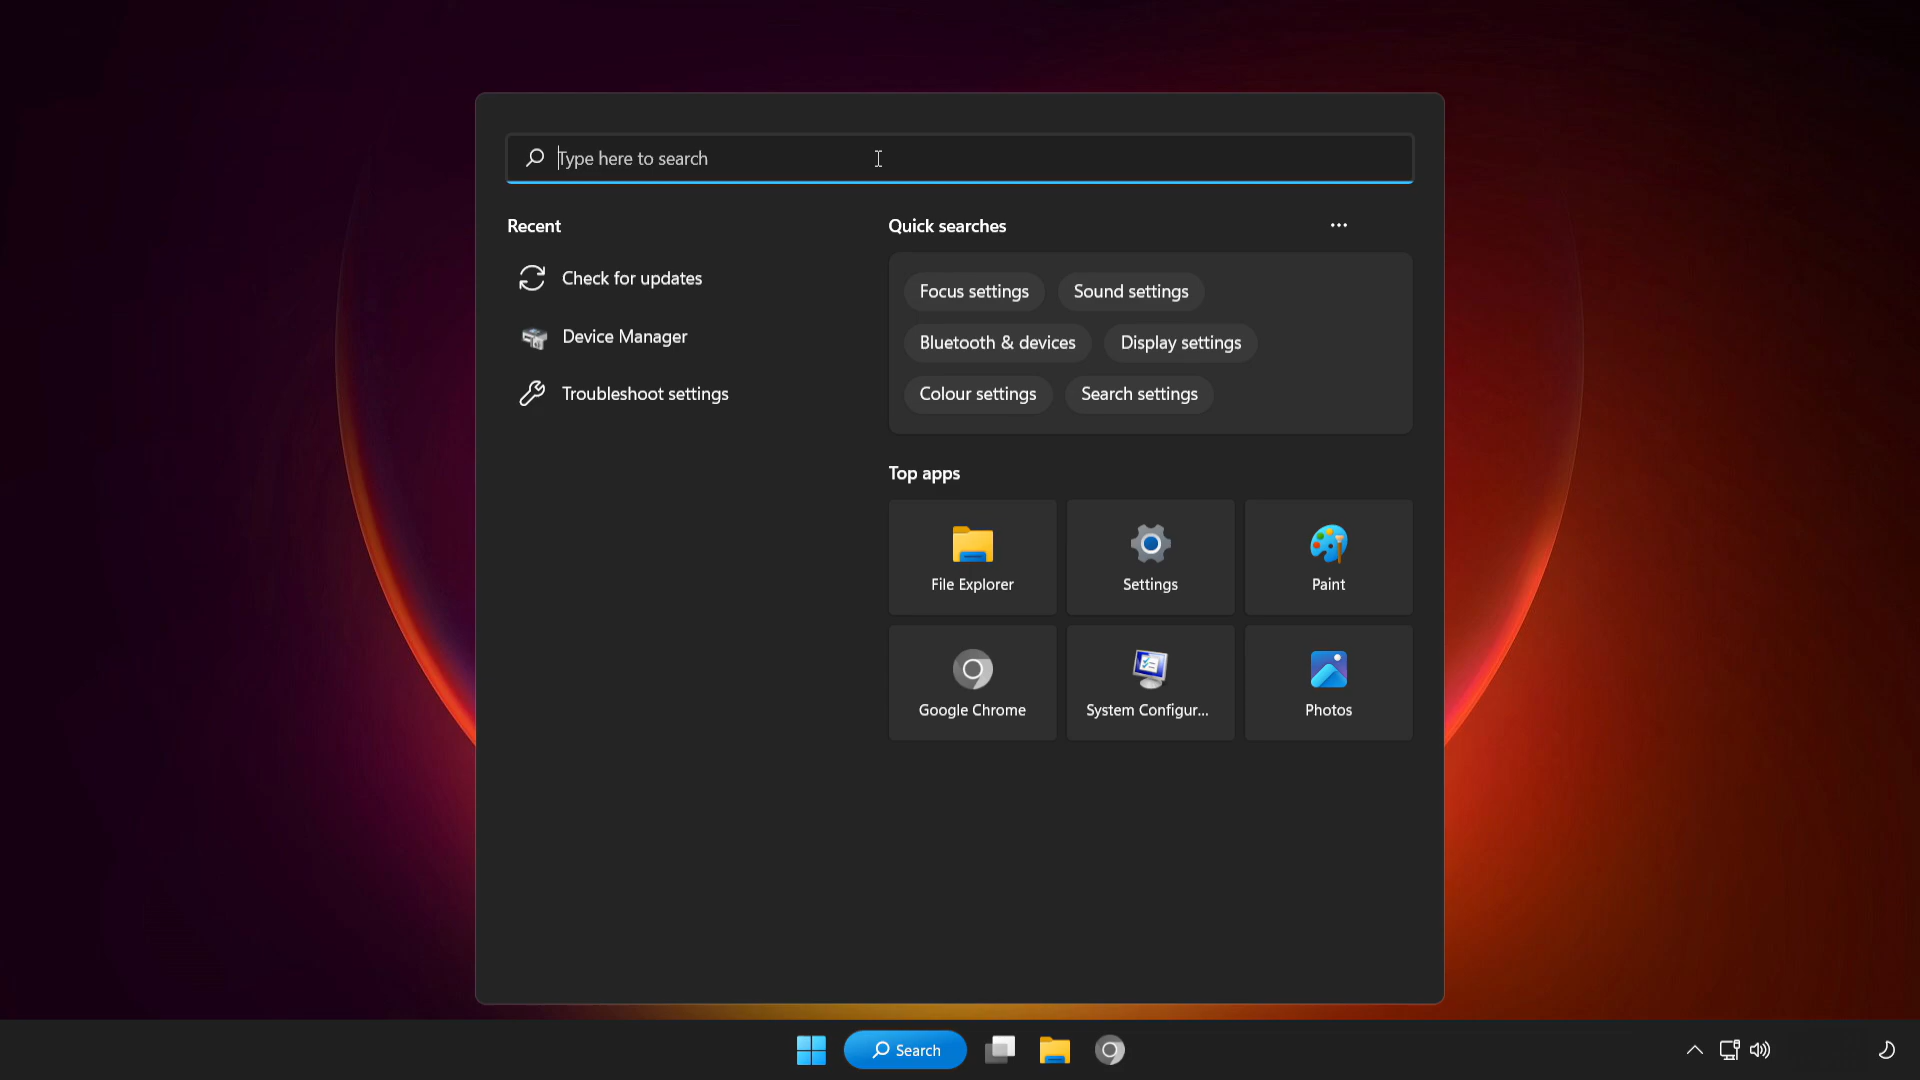 Type here to search
Recent
Quick searches
Check for updates
Device Manager
Troubleshoot settings
Focus settings
Sound settings
Bluetooth & devices
Display settings
Colour settings
Search settings
Top apps
File Explorer
Settings
Paint
Google Chrome
System Configur...
Photos
Search